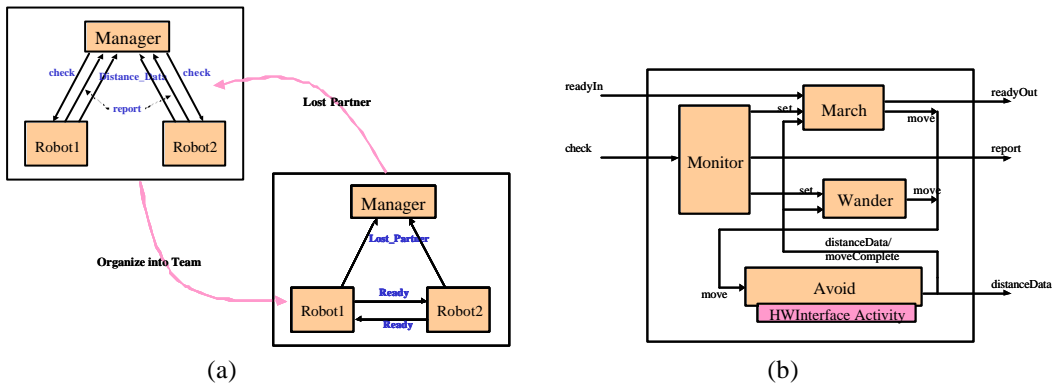 Manager
check
Distance_Data
check
report
Robot1
Robot2
Lost Partner
Organize into Team
Manager
Lost_Partner
Ready
Robot1
Robot2
Ready
(a)
readyIn
set
March
readyOut
move
check
Monitor
report
set
Wander
move
distanceData/
moveComplete
move
Avoid
distanceData
HWInterface Activity
(b)